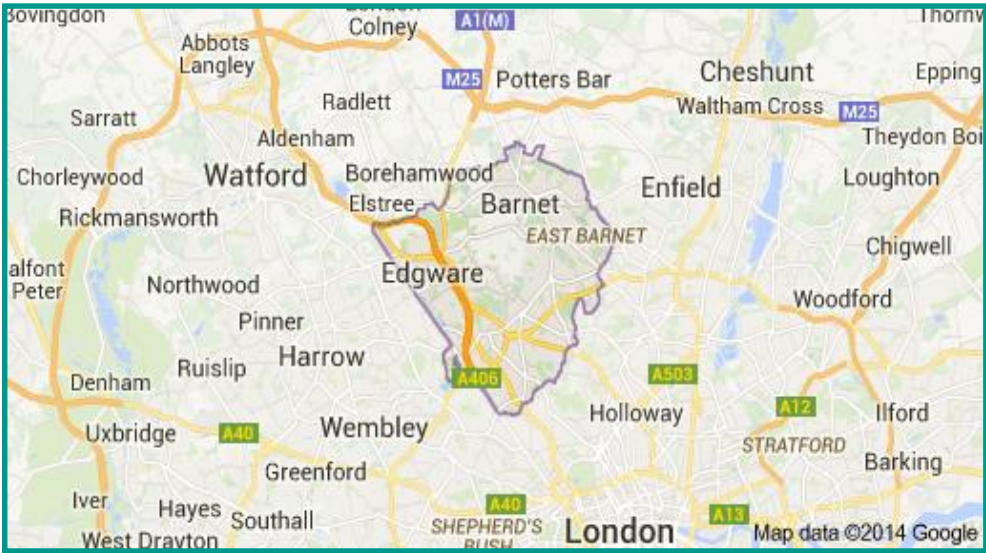 Bovingdon
London
Colney
A1(M)
Thornw
Abbots
Langley
M25
Potters Bar
Cheshunt
Epping
Radlett
Waltham Cross
M25
Sarratt
Aldenham
Theydon Boi
Chorleywood
Watford
Borehamwood
Enfield
Loughton
Elstree
Barnet
Rickmansworth
EAST BARNET
Chigwell
alfont
Peter
Edgware
Northwood
Woodford
Pinner
Harrow
Ruislip
Denham
A406
A503
Holloway
A12
Ilford
Uxbridge
A40
Wembley
STRATFORD
Greenford
Barking
Iver
Hayes
Southall
A40
SHEPHERD'S
BUSH
London
A13
West Drayton
Map data ©2014 Google